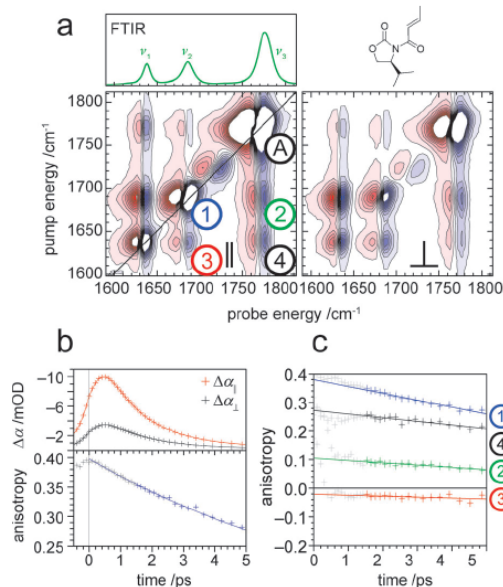 a
FTIR
ν1
ν2
ν3
O
O
O
N
pump energy /cm-1
1800
1750
1700
1650
1600
A
1
2
3
||
4
⊥
1600
1650
1700
1750
1800
1600
1650
1700
1750
1800
probe energy /cm-1
b
Δα /mOD
−10
−6
−2
Δα||
Δα⊥
anisotropy
0.40
0.35
0.30
0.25
0
1
2
3
4
5
time /ps
c
anisotropy
0.4
0.3
0.2
0.1
0.0
−0.1
−0.2
0
1
2
3
4
5
time /ps
1
4
2
3